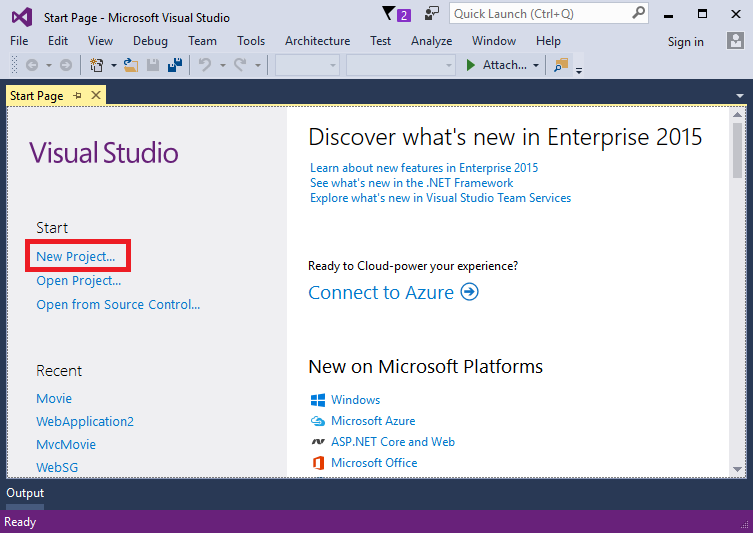 Start Page - Microsoft Visual Studio
2
Quick Launch (Ctrl+Q)
File Edit View Debug Team Tools Architecture Test Analyze Window Help Sign in
Attach...
Start Page
Visual Studio
Start
New Project...
Open Project...
Open from Source Control...
Recent
Movie
WebApplication2
MvcMovie
WebSG
Discover what's new in Enterprise 2015
Learn about new features in Enterprise 2015
See what's new in the .NET Framework
Explore what's new in Visual Studio Team Services
Ready to Cloud-power your experience?
Connect to Azure
New on Microsoft Platforms
Windows
Microsoft Azure
ASP.NET Core and Web
Microsoft Office
Output
Ready